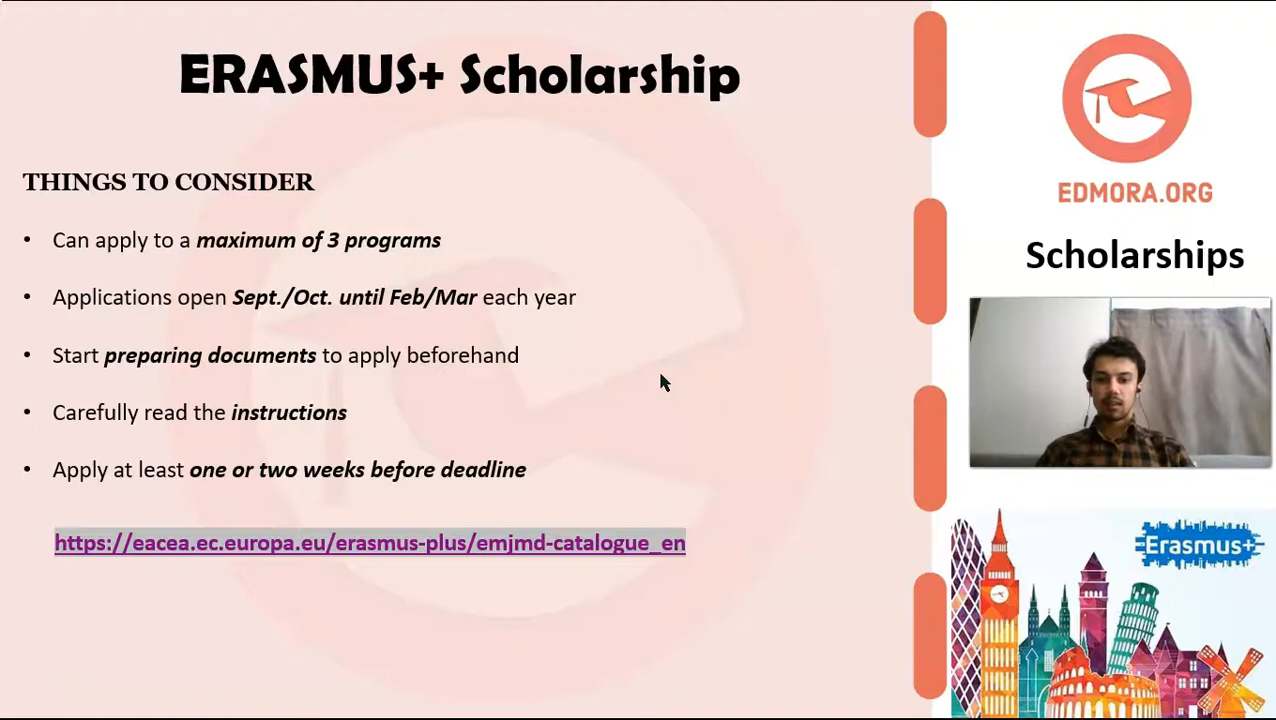 ERASMUS+ Scholarship
THINGS TO CONSIDER
• Can apply to a maximum of 3 programs
• Applications open Sept./Oct. until Feb/Mar each year
• Start preparing documents to apply beforehand
• Carefully read the instructions
• Apply at least one or two weeks before deadline
https://eacea.ec.europa.eu/erasmus-plus/emjmd-catalogue_en
EDMORA.ORG
Scholarships
Erasmus+